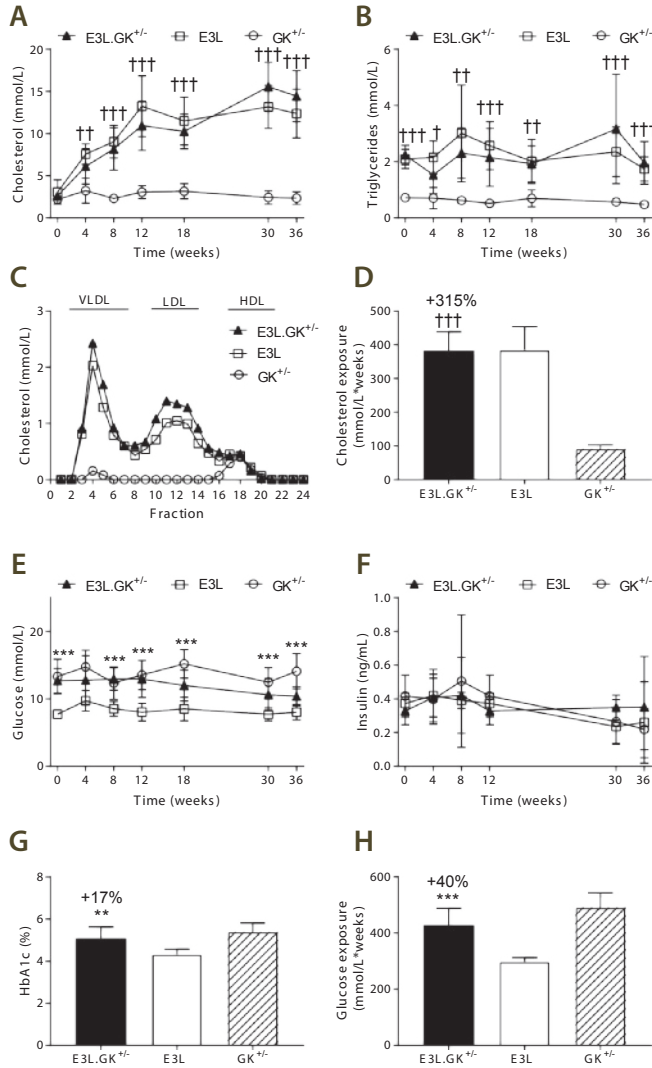 A
E3L.GK+/- E3L GK+/-
Cholesterol (mmol/L)
20
15
10
5
0
†† ††† ††† ††† ††† †††
0 4 8 12 18 30 36
Time (weeks)
B
E3L.GK+/- E3L GK+/-
Triglycerides (mmol/L)
6
4
2
0
††† † †† ††† †† ††† †††
0 4 8 12 18 30 36
Time (weeks)
C
VLDL LDL HDL
Cholesterol (mmol/L)
3
2
1
0
E3L.GK+/-
E3L
GK+/-
0 2 4 6 8 10 12 14 16 18 20 22 24
Fraction
D
Cholesterol exposure
(mmol/L*weeks)
500
400
300
200
100
0
+315%
†††
E3L.GK+/- E3L GK+/-
E
E3L.GK+/- E3L GK+/-
Glucose (mmol/L)
20
10
0
*** *** *** *** *** ***
0 4 8 12 18 30 36
Time (weeks)
F
E3L.GK+/- E3L GK+/-
Insulin (ng/mL)
1.0
0.8
0.6
0.4
0.2
0.0
0 4 8 12 30 36
Time (weeks)
G
HbA1c (%)
8
6
4
2
0
+17%
**
E3L.GK+/- E3L GK+/-
H
Glucose exposure
(mmol/L*weeks)
600
400
200
0
+40%
***
E3L.GK+/- E3L GK+/-